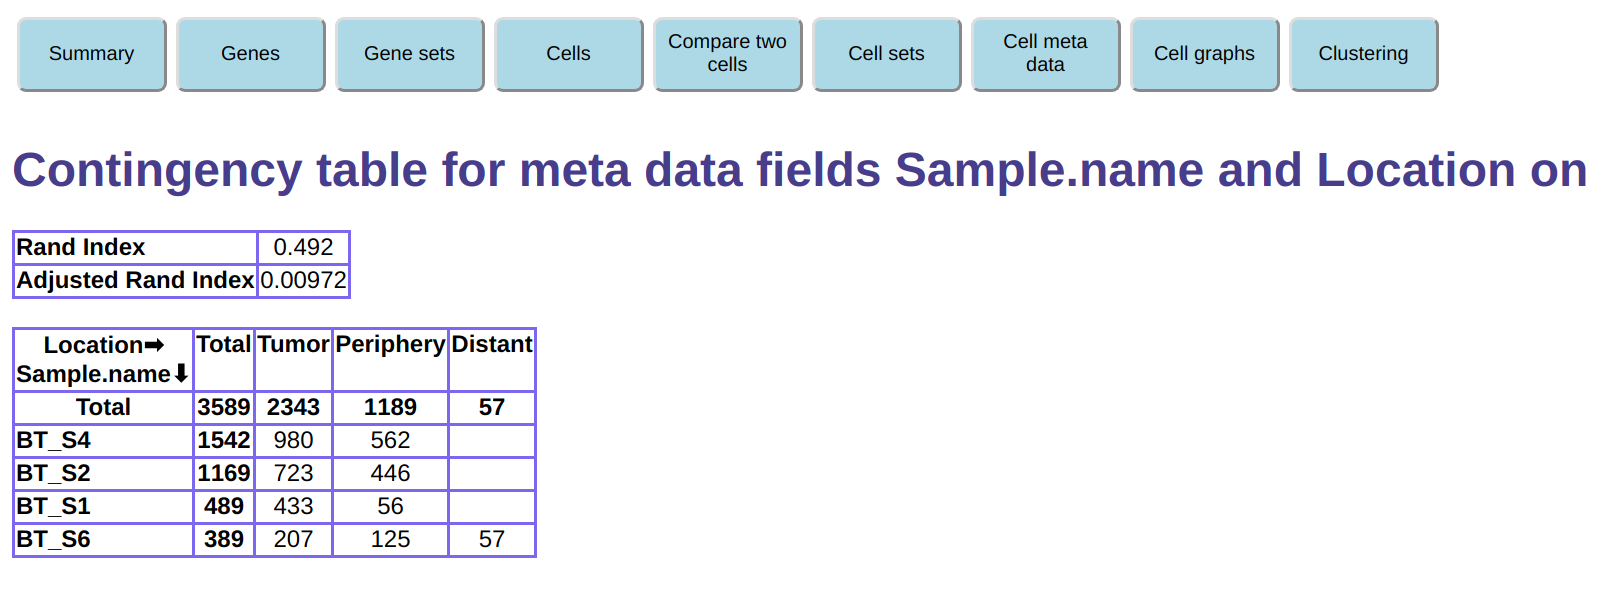 Summary Genes Gene sets Cells Compare two cells Cell sets Cell meta data Cell graphs Clustering
Contingency table for meta data fields Sample.name and Location on
Rand Index 0.492
Adjusted Rand Index 0.00972
Location➡ Total Tumor Periphery Distant
Sample.name⬇
Total 3589 2343 1189 57
BT_S4 1542 980 562
BT_S2 1169 723 446
BT_S1 489 433 56
BT_S6 389 207 125 57